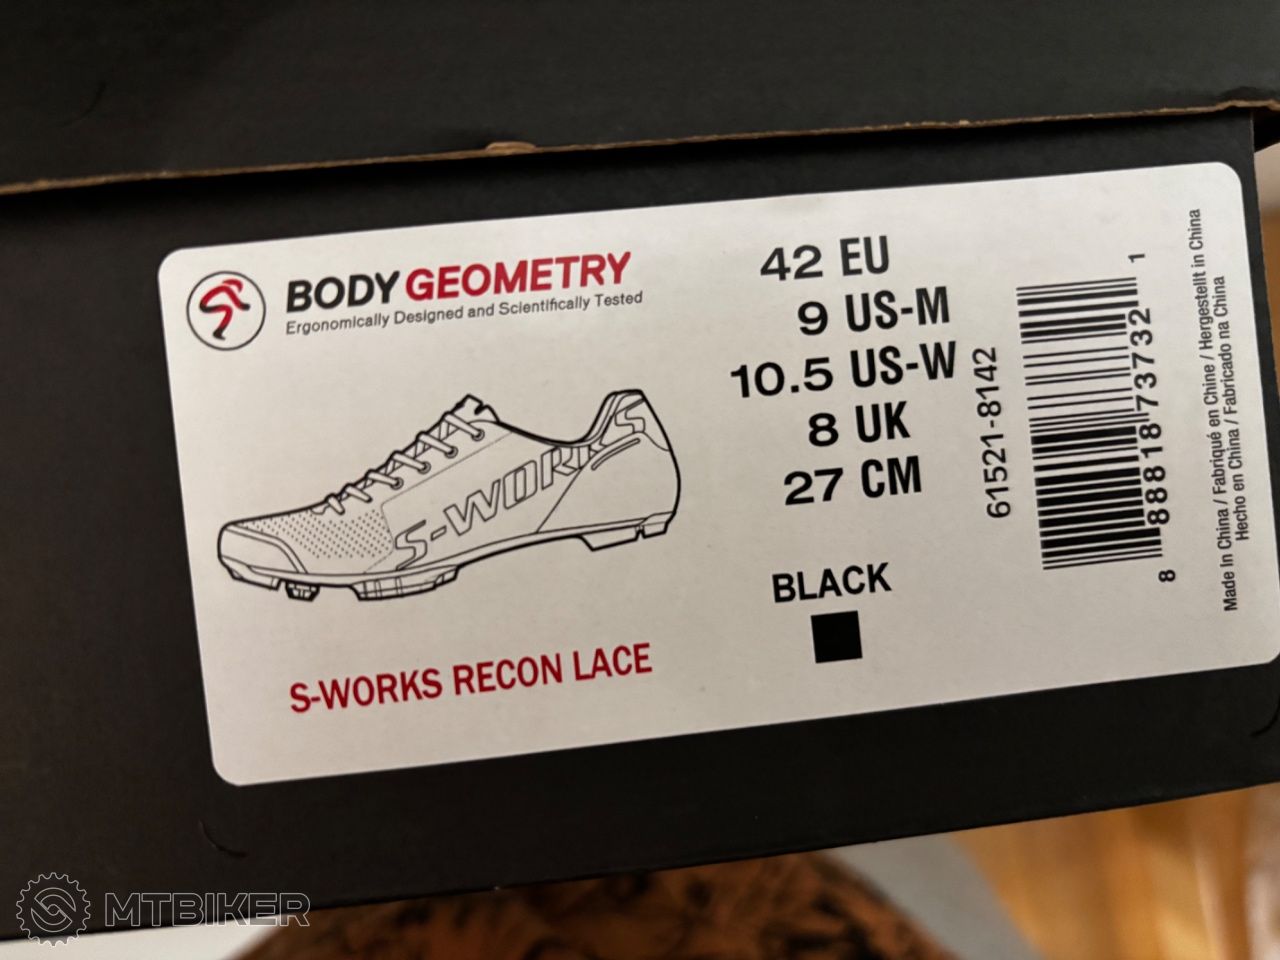 BODY GEOMETRY
Ergonomically Designed and Scientifically Tested
S-WORKS
S-WORKS RECON LACE
42 EU
9 US-M
10.5 US-W
8 UK
27 CM
BLACK
61521-8142
8 88818 73732 1
Made In China / Fabriqué en Chine / Hergestellt in China
Hecho en China / Fabricado na China
MTBIKER